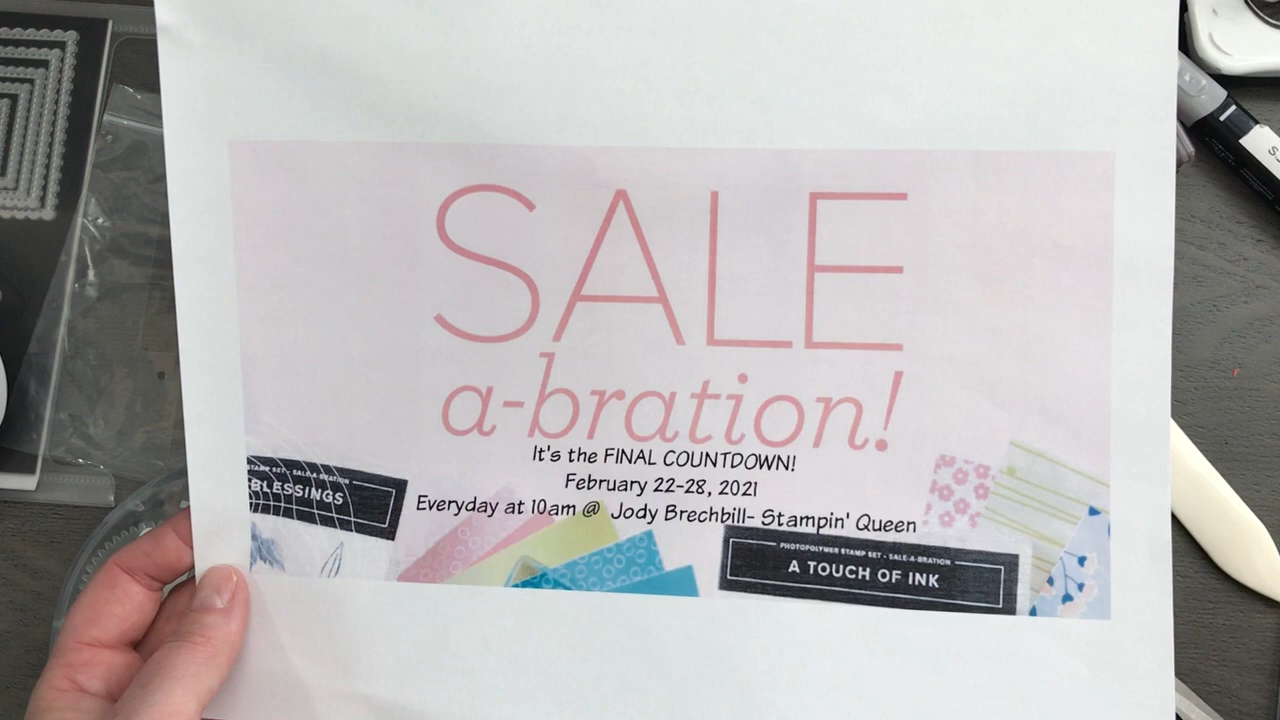 SALE
a-bration!
It's the FINAL COUNTDOWN!
February 22-28, 2021
Everyday at 10am @ Jody Brechbill- Stampin' Queen
STAMP SET • SALE-A-BRATION
BLESSINGS
PHOTOPOLYMER STAMP SET • SALE-A-BRATION
A TOUCH OF INK